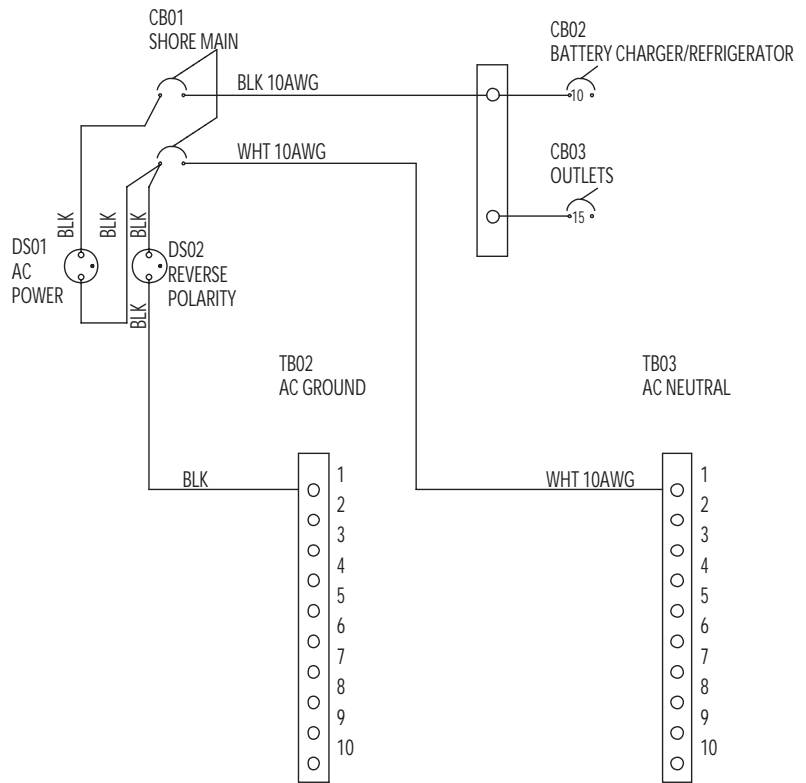 CB01
SHORE MAIN
CB02
BATTERY CHARGER/REFRIGERATOR
BLK 10AWG
10
WHT 10AWG
CB03
OUTLETS
15
BLK
BLK
BLK
DS01
AC
POWER
DS02
REVERSE
POLARITY
BLK
TB02
AC GROUND
TB03
AC NEUTRAL
BLK
WHT 10AWG
1
2
3
4
5
6
7
8
9
10
1
2
3
4
5
6
7
8
9
10